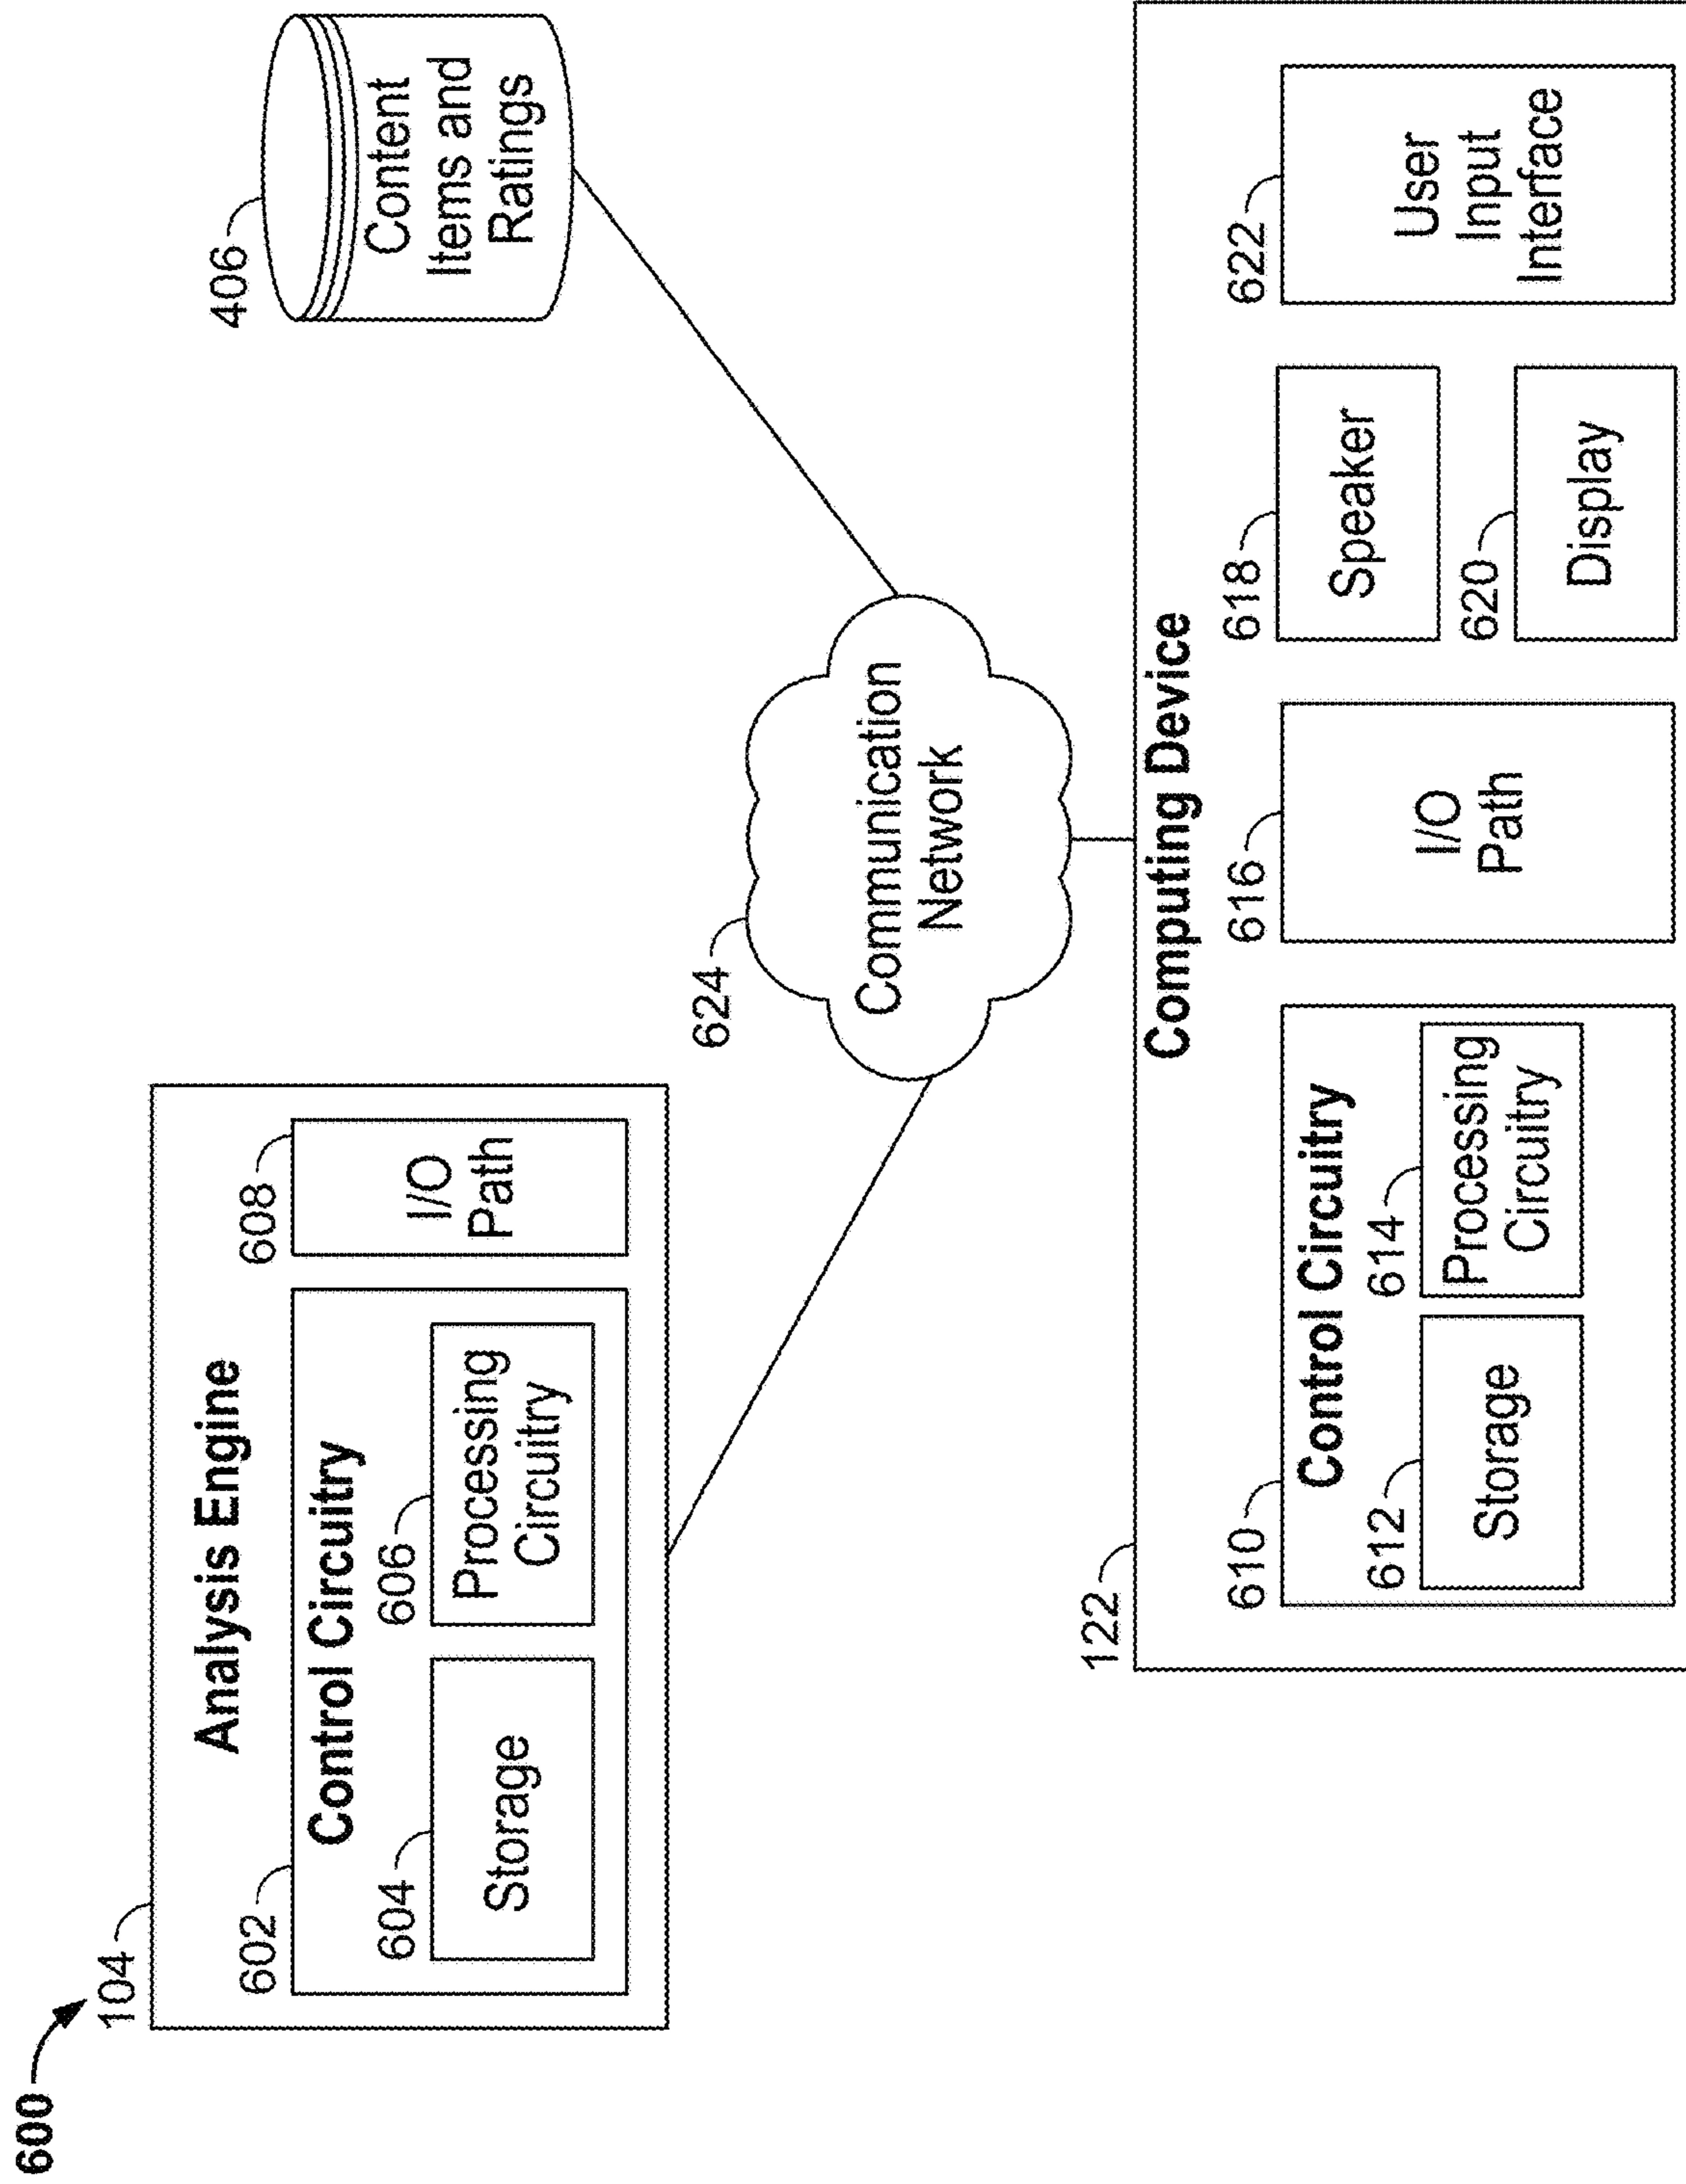 600
104
Analysis Engine
602
Control Circuitry
604
Storage
606
Processing
Circuitry
608
I/O
Path
406
Content
Items and
Ratings
624
Communication
Network
122
Computing Device
610
Control Circuitry
612
Storage
614
Processing
Circuitry
616
I/O
Path
618
Speaker
620
Display
622
User
Input
Interface